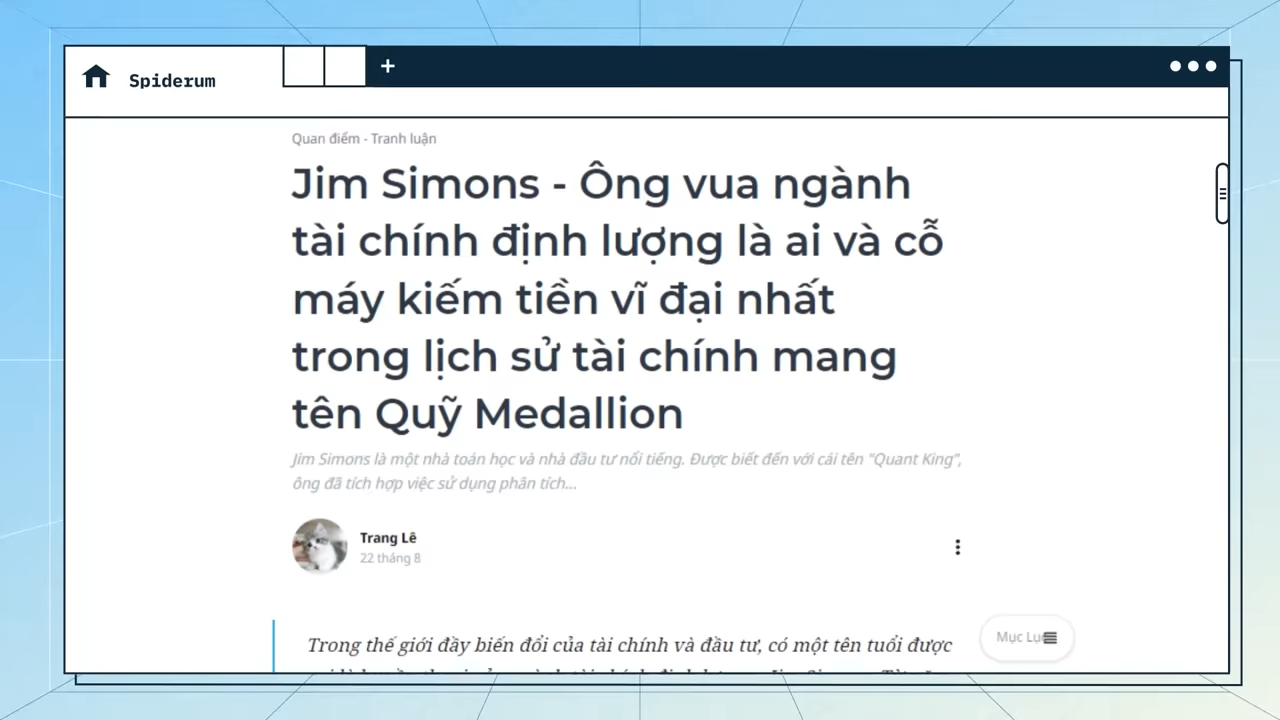 Spiderum
Quan điểm - Tranh luận
Jim Simons - Ông vua ngành
tài chính định lượng là ai và cỗ
máy kiếm tiền vĩ đại nhất
trong lịch sử tài chính mang
tên Quỹ Medallion
Jim Simons là một nhà toán học và nhà đầu tư nổi tiếng. Được biết đến với cái tên "Quant King",
ông đã tích hợp việc sử dụng phân tích...
Trang Lê
22 tháng 8
Trong thế giới đầy biến đổi của tài chính và đầu tư, có một tên tuổi được
Mục